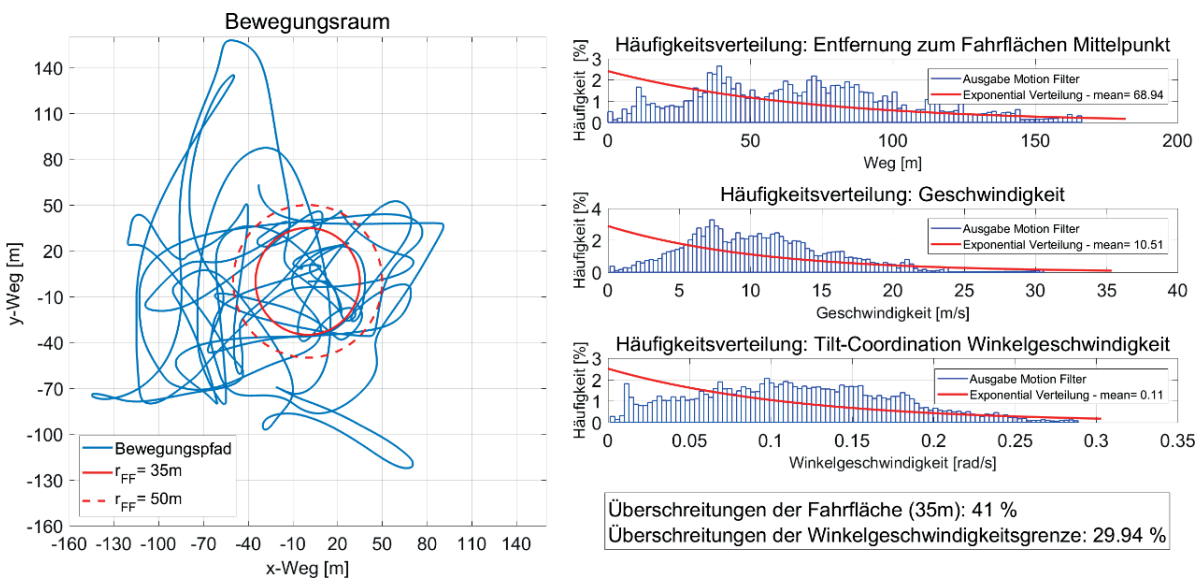 Bewegungsraum
y-Weg [m]
140
110
80
50
20
-10
-40
-70
-100
-130
-160
-160 -130 -100 -70 -40 -10 20 50 80 110 140
x-Weg [m]
Bewegungspfad
rFF= 35m
rFF= 50m
Häufigkeitsverteilung: Entfernung zum Fahrflächen Mittelpunkt
Häufigkeit [%]
3
2
1
0
0 50 100 150 200
Weg [m]
Ausgabe Motion Filter
Exponential Verteilung - mean= 68.94
Häufigkeitsverteilung: Geschwindigkeit
Häufigkeit [%]
4
2
0
0 5 10 15 20 25 30 35 40
Geschwindigkeit [m/s]
Ausgabe Motion Filter
Exponential Verteilung - mean= 10.51
Häufigkeitsverteilung: Tilt-Coordination Winkelgeschwindigkeit
Häufigkeit [%]
3
2
1
0
0 0.05 0.1 0.15 0.2 0.25 0.3 0.35
Winkelgeschwindigkeit [rad/s]
Ausgabe Motion Filter
Exponential Verteilung - mean= 0.11
Überschreitungen der Fahrfläche (35m): 41 %
Überschreitungen der Winkelgeschwindigkeitsgrenze: 29.94 %